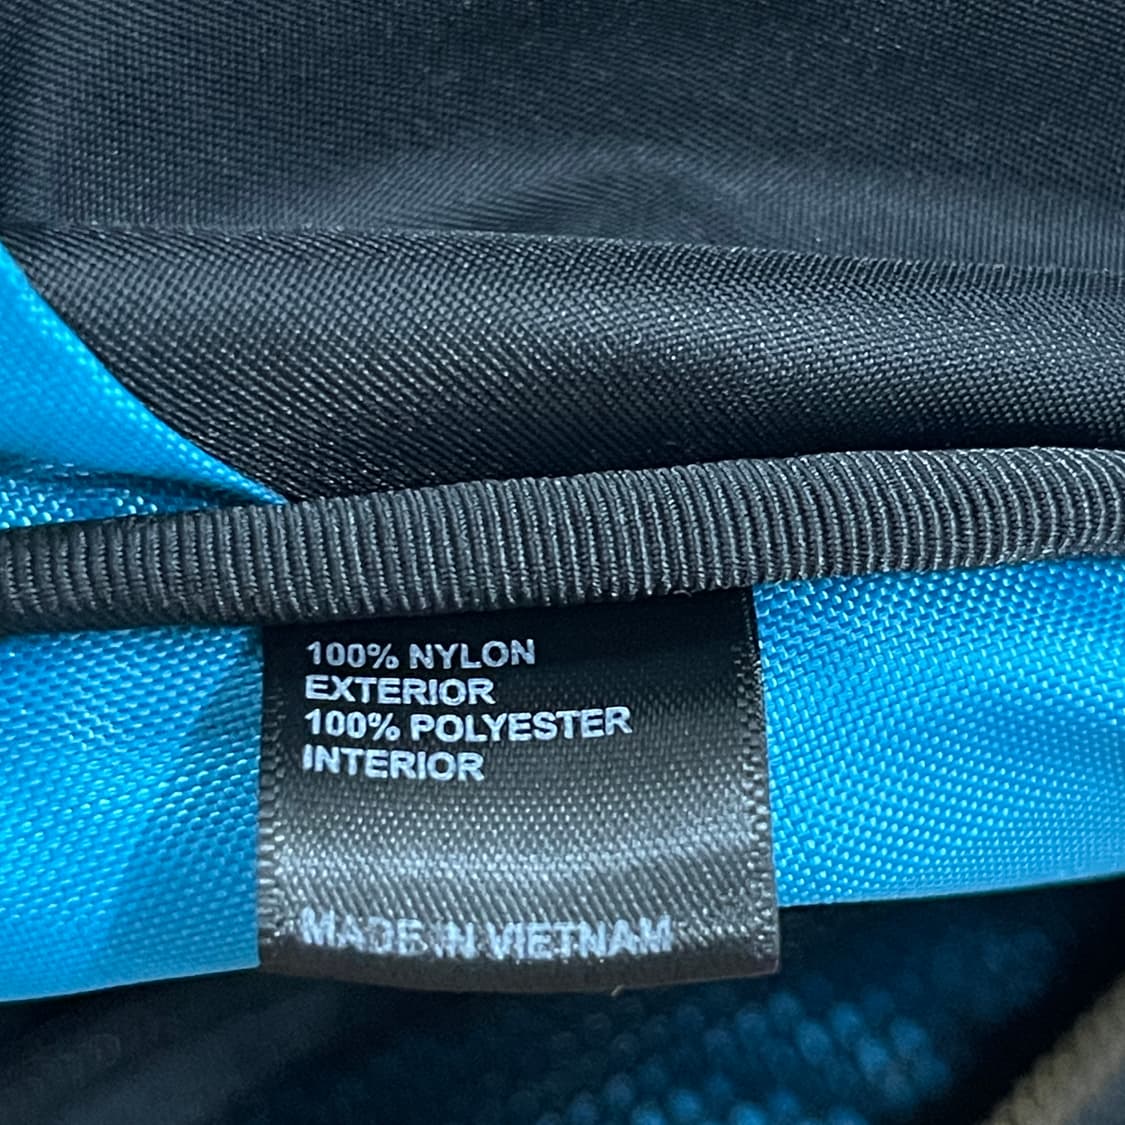 100% NYLON
EXTERIOR
100% POLYESTER
INTERIOR
MADE IN VIETNAM